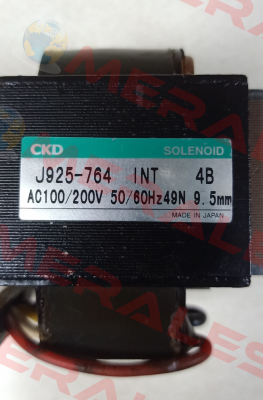 CKD SOLENOID
J925-764 INT 4B
AC100/200V 50/60Hz49N 9.5mm
MADE IN JAPAN